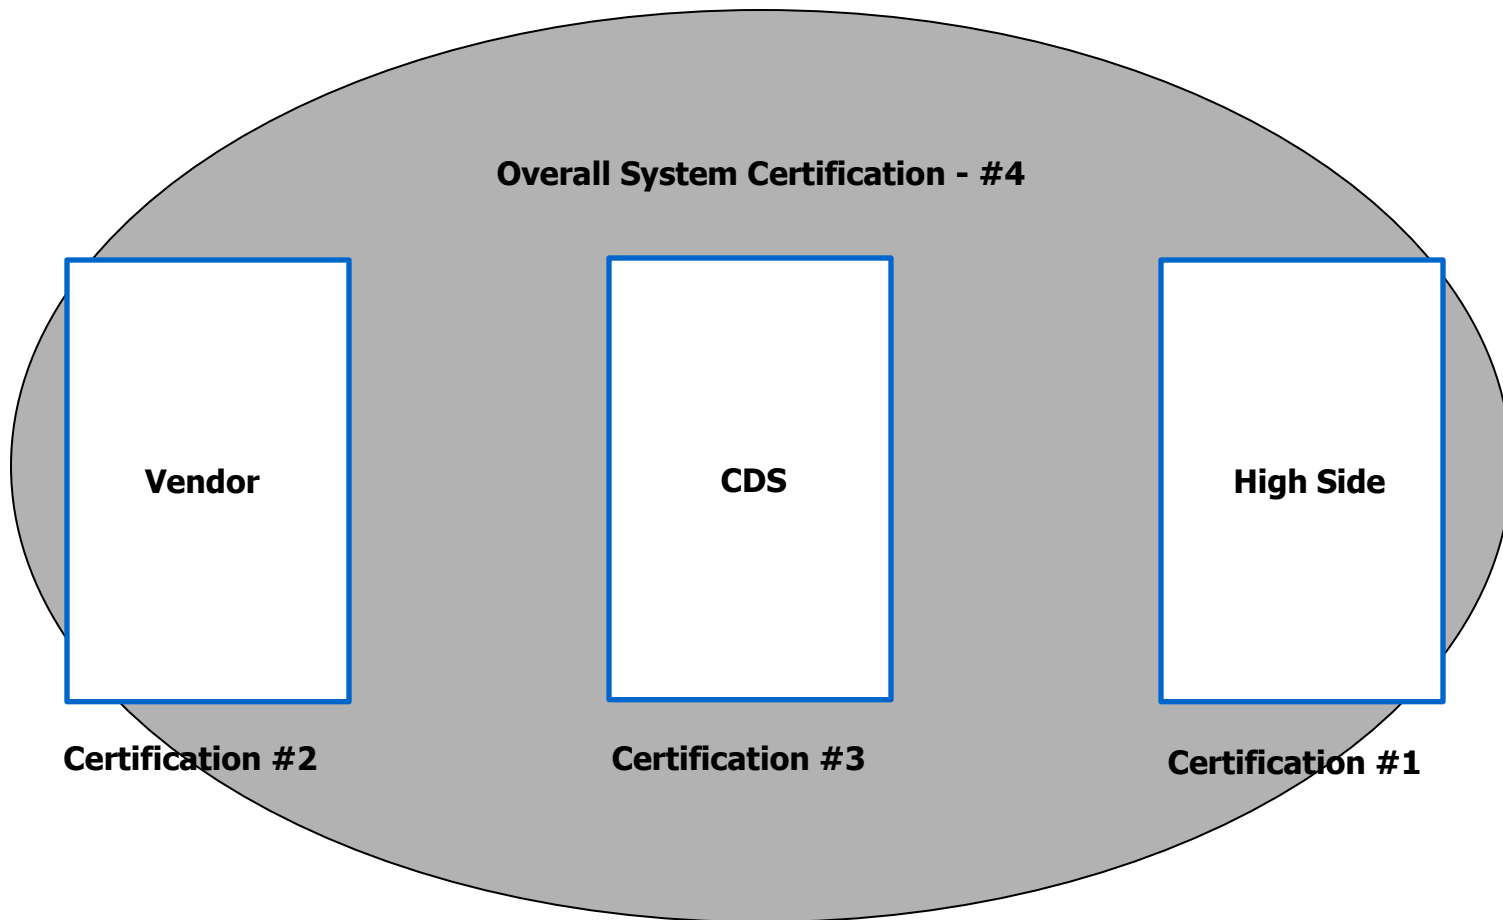 Overall System Certification - #4
Vendor
CDS
High Side
Certification #2
Certification #3
Certification #1